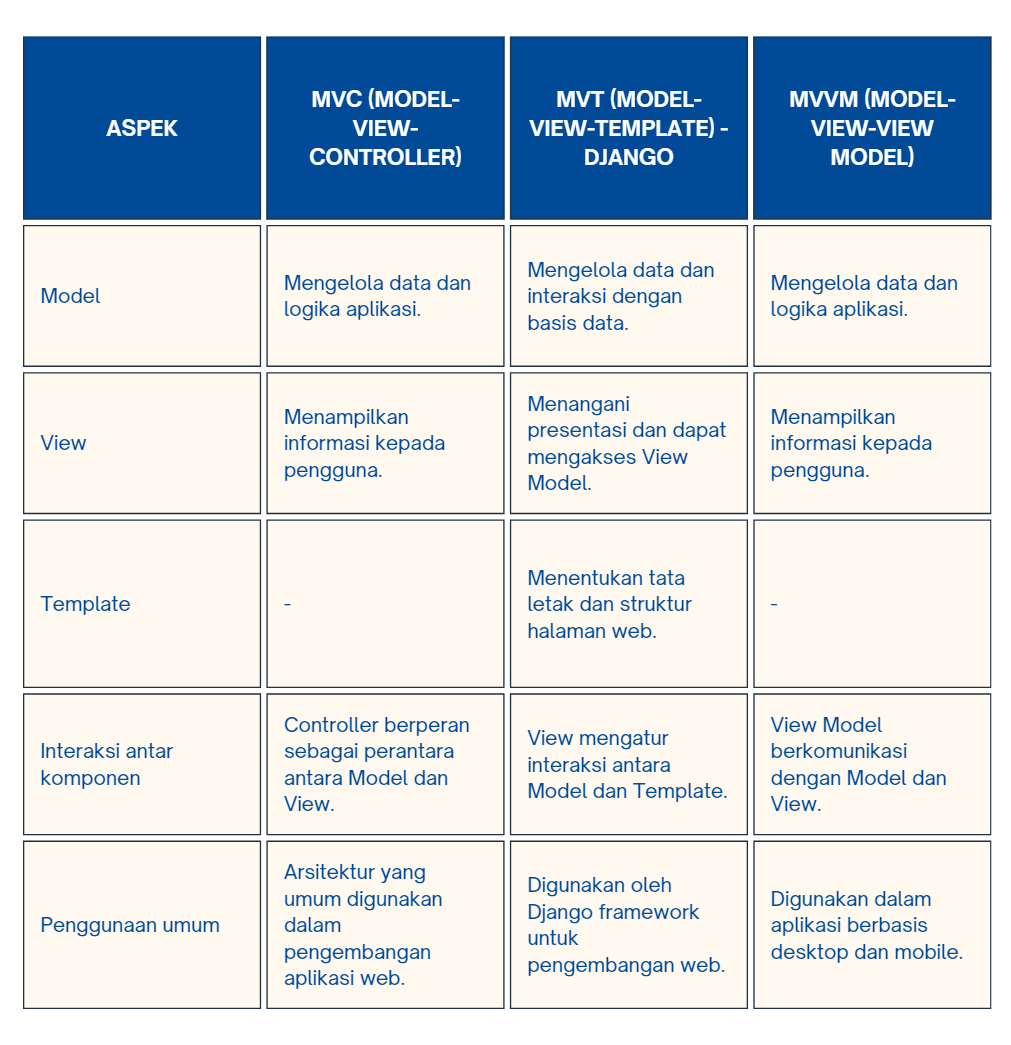 ASPEK
MVC (MODEL-
VIEW-
CONTROLLER)
MVT (MODEL-
VIEW-TEMPLATE) -
DJANGO
MVVM (MODEL-
VIEW-VIEW
MODEL)
Model
Mengelola data dan
logika aplikasi.
Mengelola data dan
interaksi dengan
basis data.
Mengelola data dan
logika aplikasi.
View
Menampilkan
informasi kepada
pengguna.
Menangani
presentasi dan dapat
mengakses View
Model.
Menampilkan
informasi kepada
pengguna.
Template
-
Menentukan tata
letak dan struktur
halaman web.
-
Interaksi antar
komponen
Controller berperan
sebagai perantara
antara Model dan
View.
View mengatur
interaksi antara
Model dan Template.
View Model
berkomunikasi
dengan Model dan
View.
Penggunaan umum
Arsitektur yang
umum digunakan
dalam
pengembangan
aplikasi web.
Digunakan oleh
Django framework
untuk
pengembangan web.
Digunakan dalam
aplikasi berbasis
desktop dan mobile.